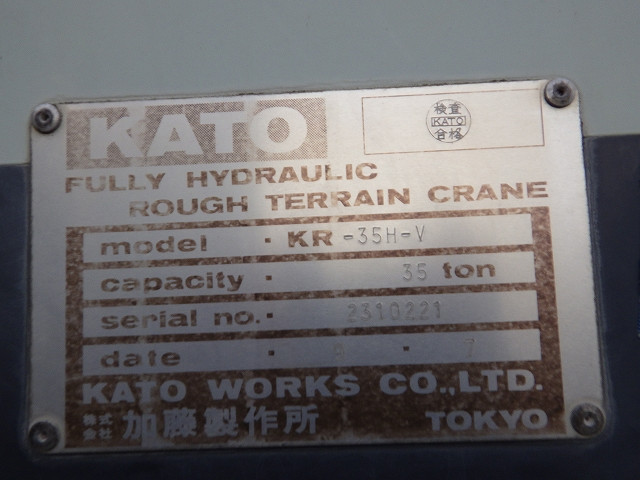 KATO
検査
KATO
合格
FULLY HYDRAULIC
ROUGH TERRAIN CRANE
model · KR-35H-V
capacity · 35 ton
serial no. · 2310221
date · · 7
KATO WORKS CO.,LTD.
株式会社 加藤製作所 TOKYO